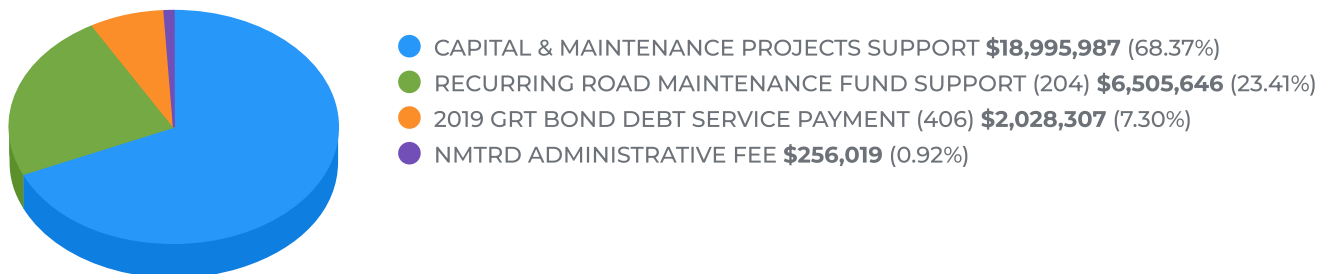 CAPITAL & MAINTENANCE PROJECTS SUPPORT $18,995,987 (68.37%)
RECURRING ROAD MAINTENANCE FUND SUPPORT (204) $6,505,646 (23.41%)
2019 GRT BOND DEBT SERVICE PAYMENT (406) $2,028,307 (7.30%)
NMTRD ADMINISTRATIVE FEE $256,019 (0.92%)